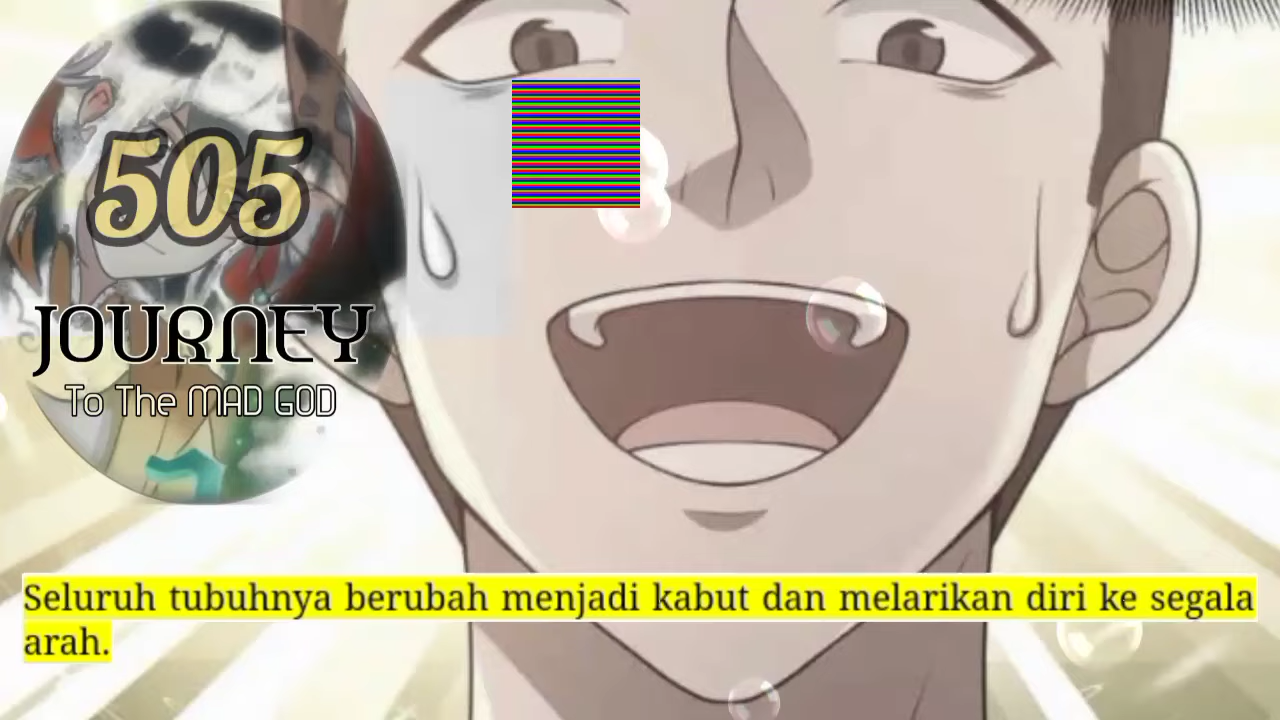 505
JOURNEY
To The MAD GOD
Seluruh tubuhnya berubah menjadi kabut dan melarikan diri ke segala
arah.